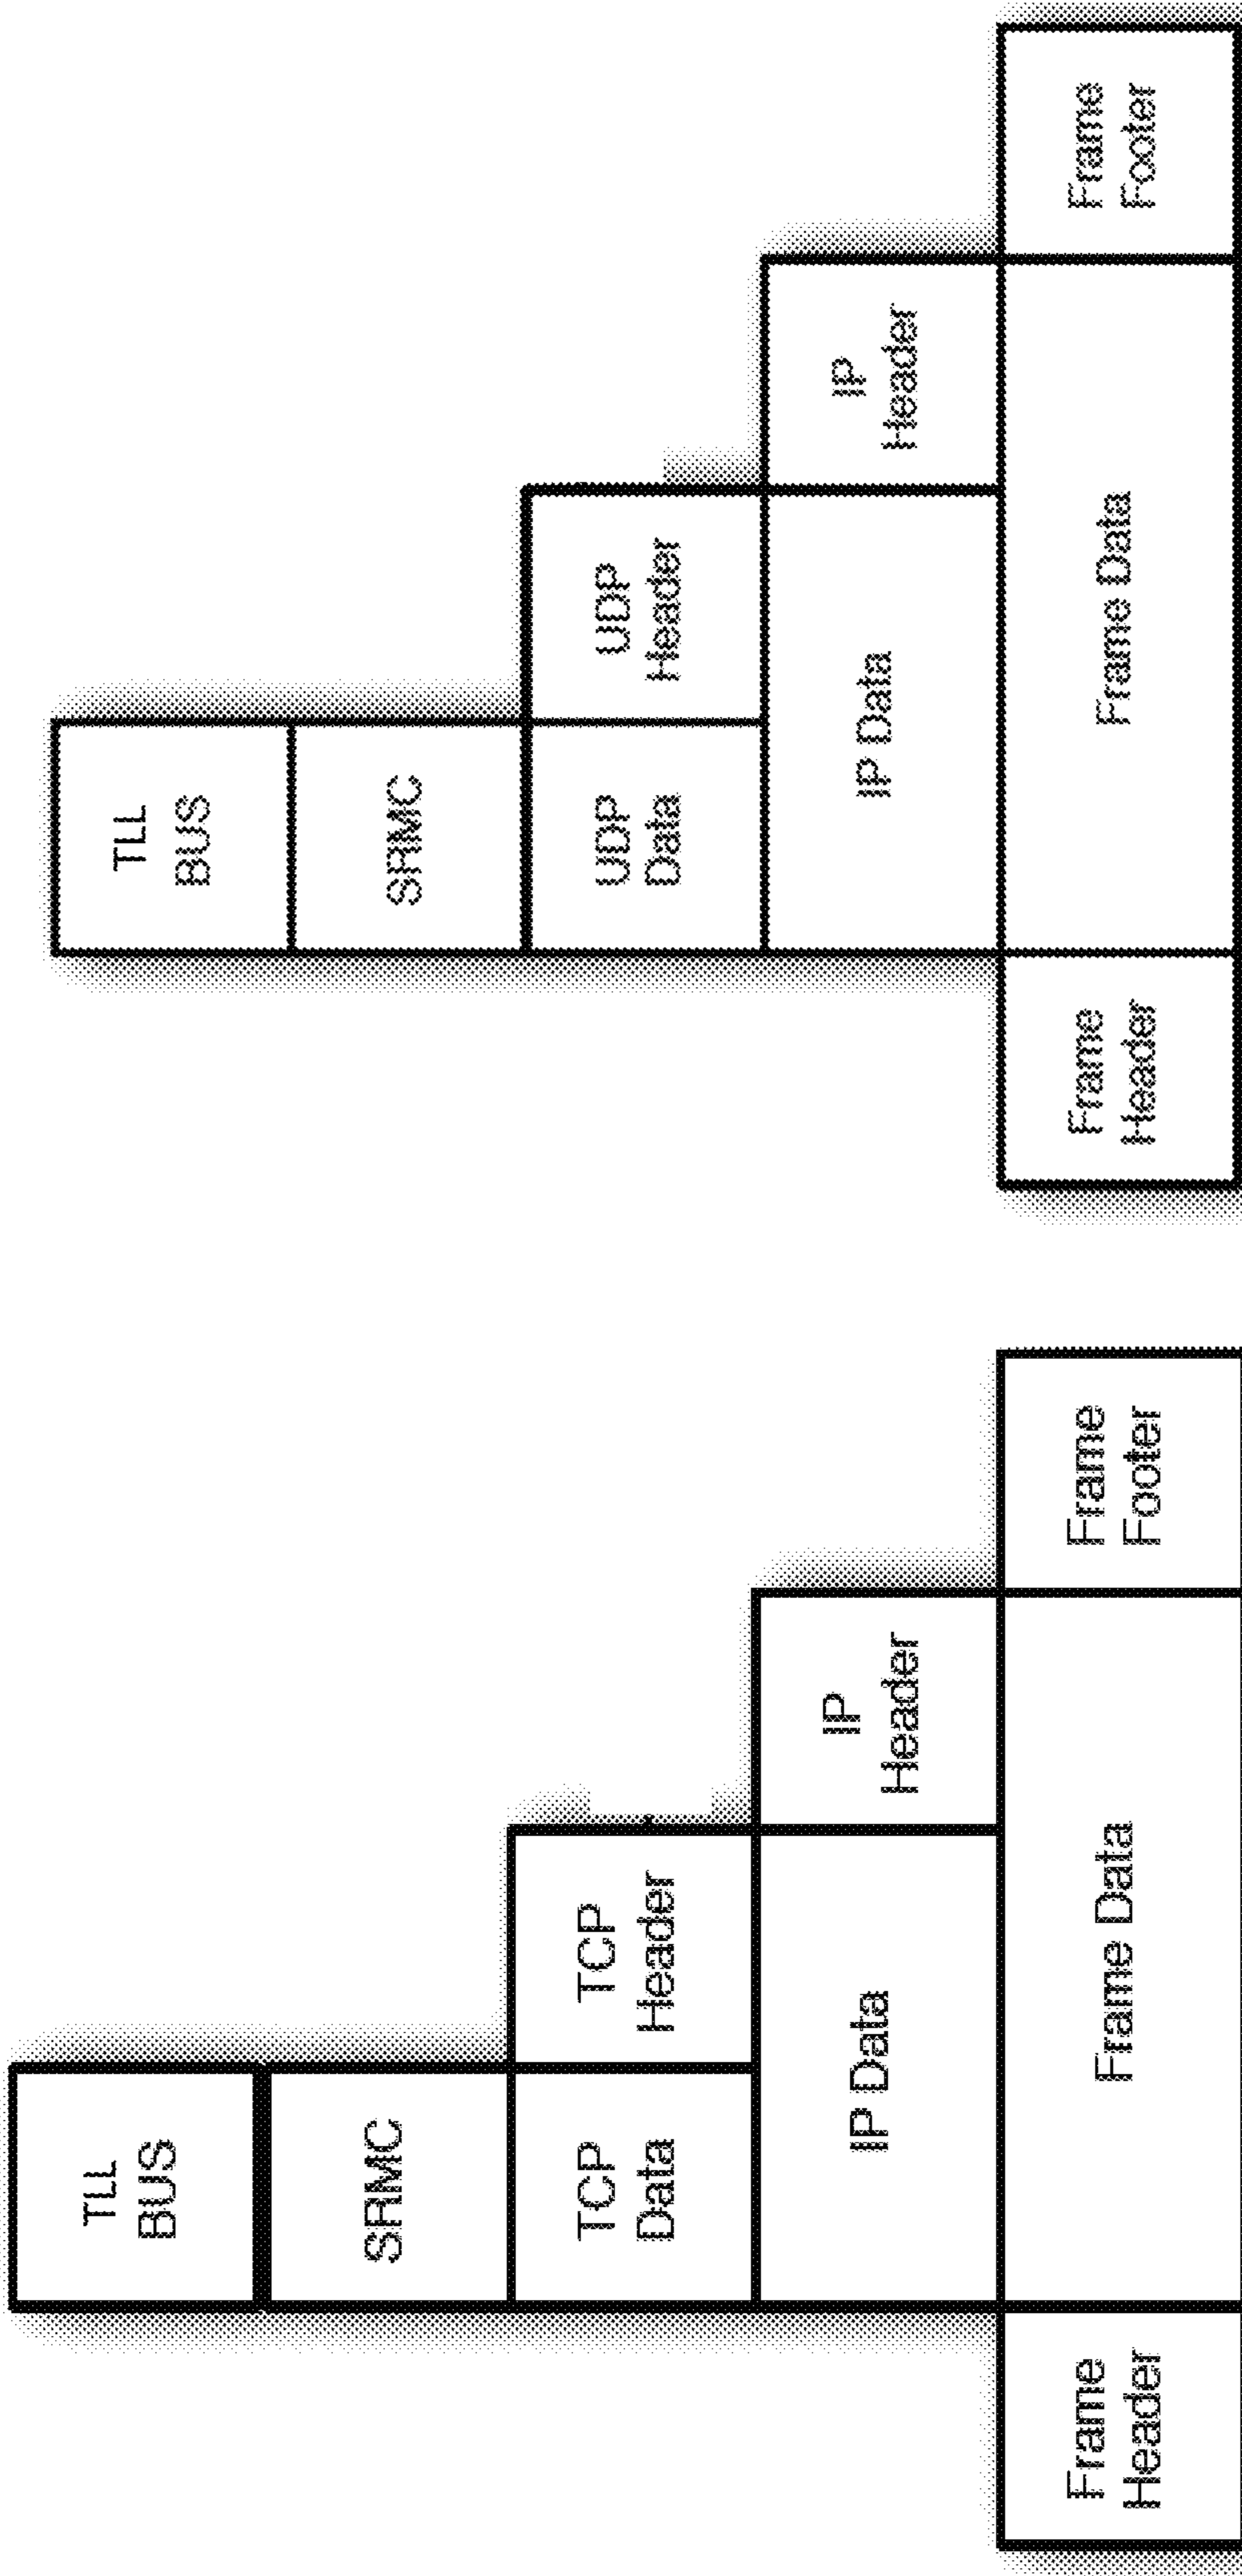 TLL
BUS
SRMC
TCP
Data
TCP
Header
IP Data
IP
Header
Frame
Header
Frame Data
Frame
Footer
TLL
BUS
SRMC
UDP
Data
UDP
Header
IP Data
IP
Header
Frame
Header
Frame Data
Frame
Footer